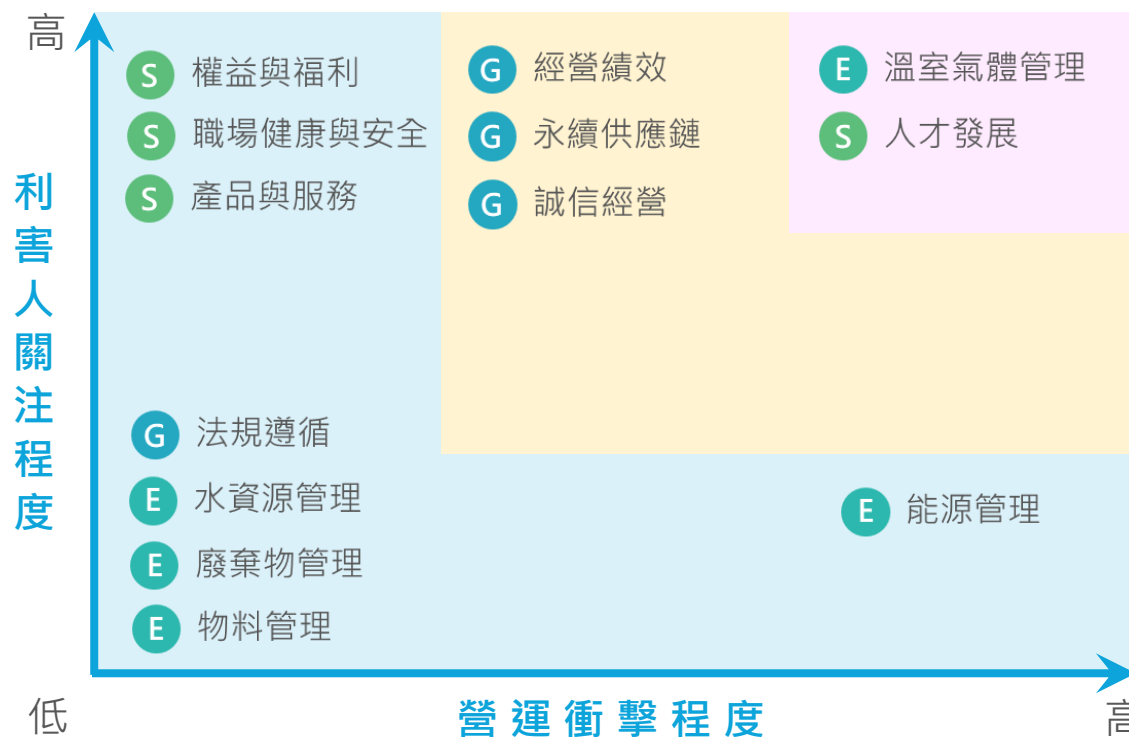 高
利害人關注程度
S 權益與福利
S 職場健康與安全
S 產品與服務
G 經營績效
G 永續供應鏈
G 誠信經營
E 溫室氣體管理
S 人才發展
G 法規遵循
E 水資源管理
E 廢棄物管理
E 物料管理
E 能源管理
低
營運衝擊程度
高